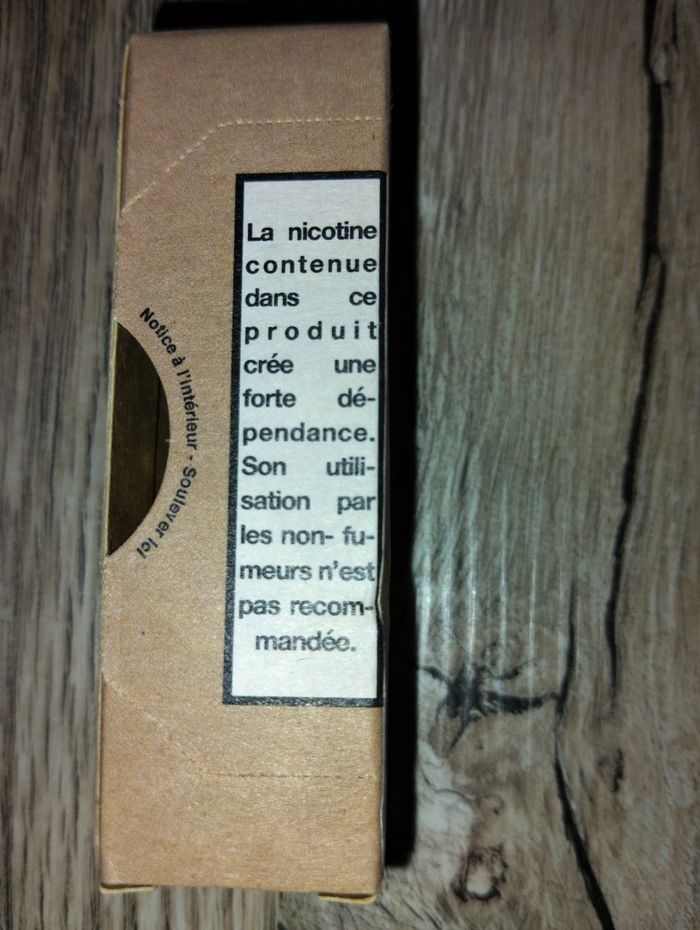 La nicotine
contenue
dans ce
produit
crée une
forte dé-
pendance.
Son utili-
sation par
les non- fu-
meurs n'est
pas recom-
mandée.
Notice à l'intérieur - Soulever ici